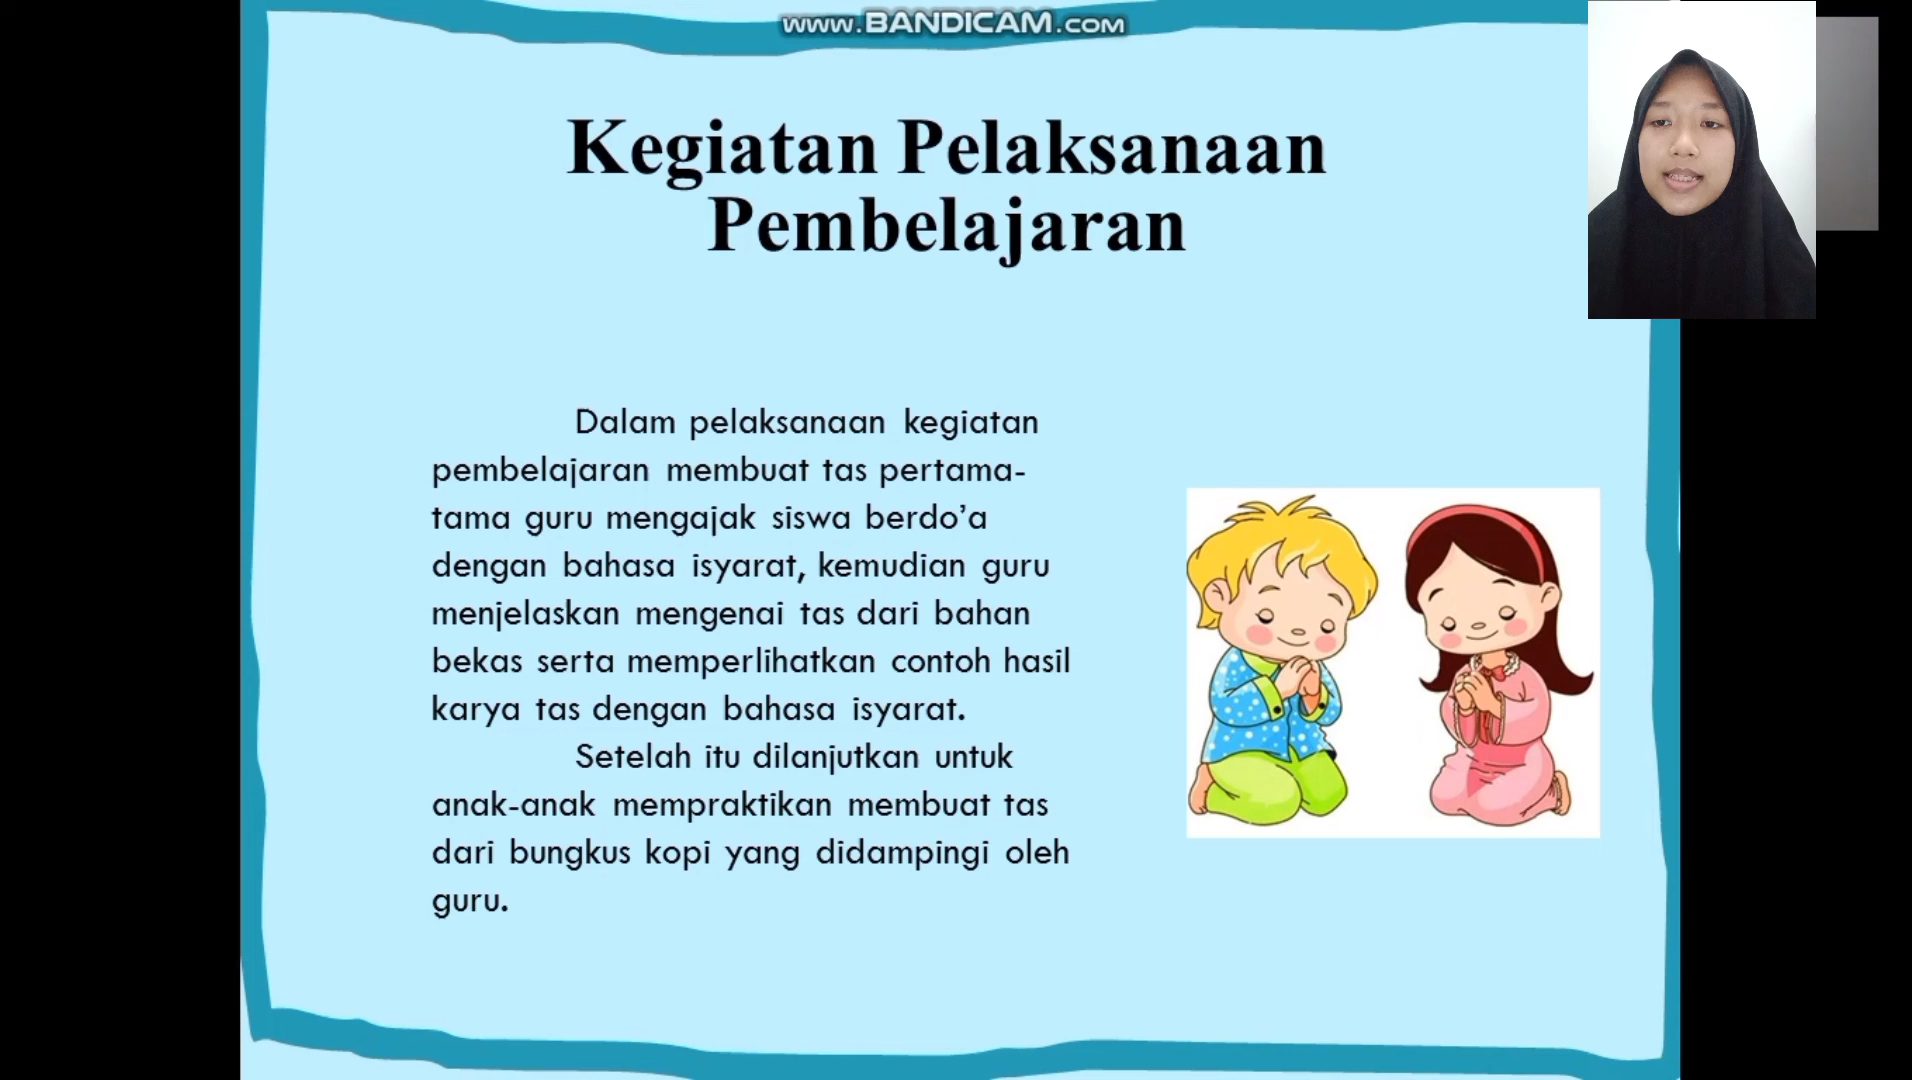 www.BANDICAM.com
Kegiatan Pelaksanaan
Pembelajaran
Dalam pelaksanaan kegiatan
pembelajaran membuat tas pertama-
tama guru mengajak siswa berdo’a
dengan bahasa isyarat, kemudian guru
menjelaskan mengenai tas dari bahan
bekas serta memperlihatkan contoh hasil
karya tas dengan bahasa isyarat.
Setelah itu dilanjutkan untuk
anak-anak mempraktikan membuat tas
dari bungkus kopi yang didampingi oleh
guru.